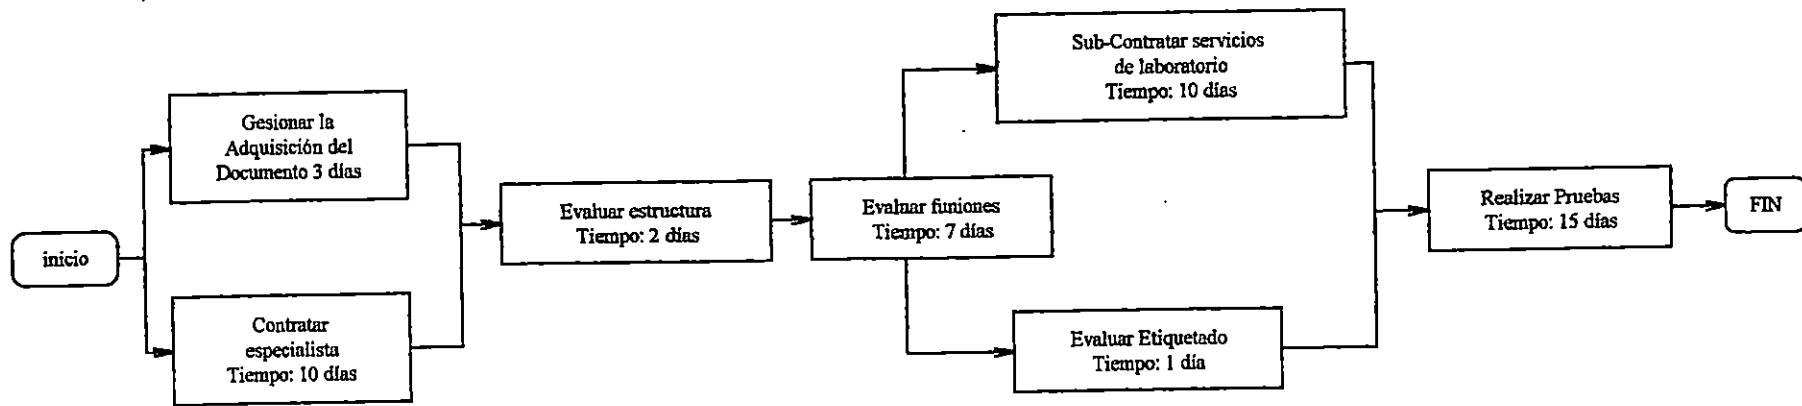 inicio
Gesionar la
Adquisición del
Documento 3 días
Contratar
especialista
Tiempo: 10 días
Evaluar estructura
Tiempo: 2 días
Evaluar funiones
Tiempo: 7 días
Sub-Contratar servicios
de laboratorio
Tiempo: 10 días
Evaluar Etiquetado
Tiempo: 1 día
Realizar Pruebas
Tiempo: 15 días
FIN